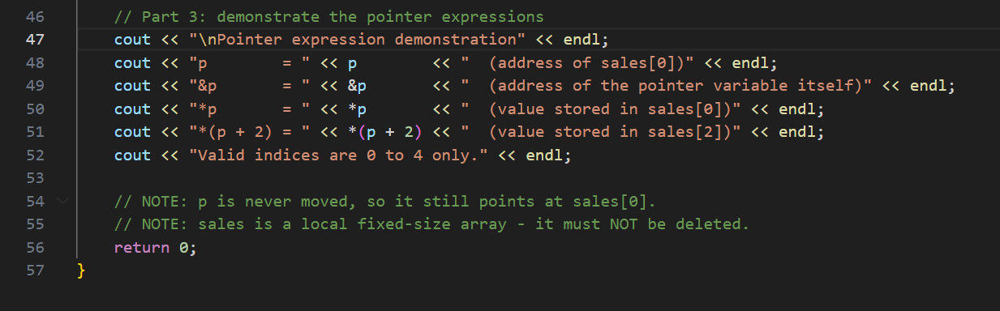 46 // Part 3: demonstrate the pointer expressions
47 cout << "\nPointer expression demonstration" << endl;
48 cout << "p        = " << p        << "  (address of sales[0])" << endl;
49 cout << "&p       = " << &p       << "  (address of the pointer variable itself)" << endl;
50 cout << "*p       = " << *p       << "  (value stored in sales[0])" << endl;
51 cout << "*(p + 2) = " << *(p + 2) << "  (value stored in sales[2])" << endl;
52 cout << "Valid indices are 0 to 4 only." << endl;
53
54 // NOTE: p is never moved, so it still points at sales[0].
55 // NOTE: sales is a local fixed-size array - it must NOT be deleted.
56 return 0;
57 }